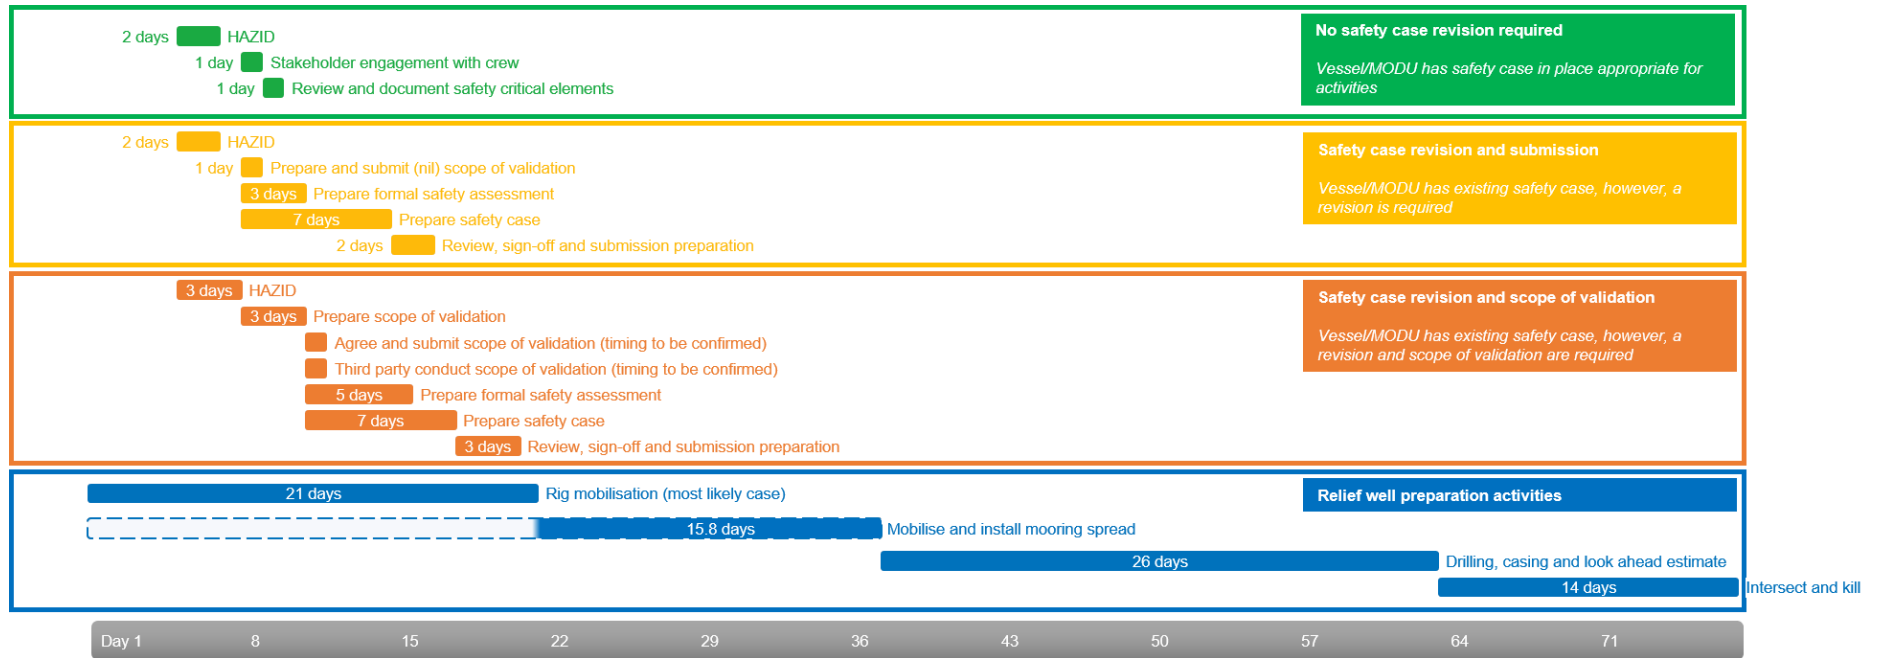 No safety case revision required
Vessel/MODU has safety case in place appropriate for
activities
2 days HAZID
1 day Stakeholder engagement with crew
1 day Review and document safety critical elements
Safety case revision and submission
Vessel/MODU has existing safety case, however, a
revision is required
2 days HAZID
1 day Prepare and submit (nil) scope of validation
3 days Prepare formal safety assessment
7 days Prepare safety case
2 days Review, sign-off and submission preparation
Safety case revision and scope of validation
Vessel/MODU has existing safety case, however, a
revision and scope of validation are required
3 days HAZID
3 days Prepare scope of validation
Agree and submit scope of validation (timing to be confirmed)
Third party conduct scope of validation (timing to be confirmed)
5 days Prepare formal safety assessment
7 days Prepare safety case
3 days Review, sign-off and submission preparation
Relief well preparation activities
21 days Rig mobilisation (most likely case)
15.8 days Mobilise and install mooring spread
26 days Drilling, casing and look ahead estimate
14 days Intersect and kill
Day 1 8 15 22 29 36 43 50 57 64 71